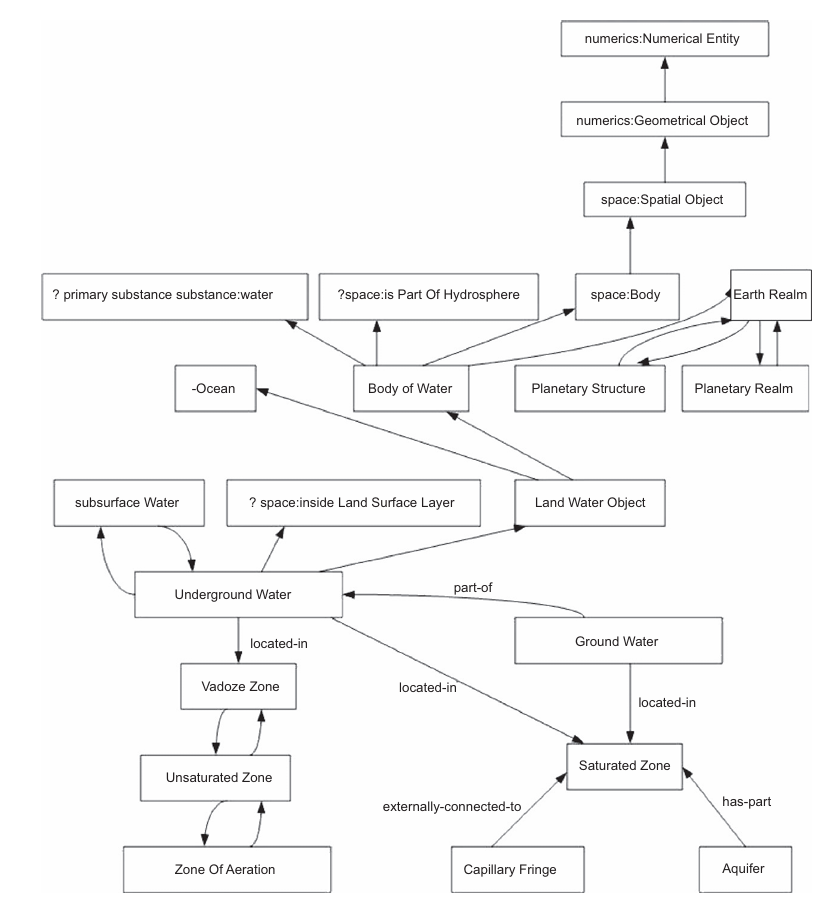 numerics:Numerical Entity
numerics:Geometrical Object
space:Spatial Object
? primary substance substance:water
?space:is Part Of Hydrosphere
space:Body
Earth Realm
-Ocean
Body of Water
Planetary Structure
Planetary Realm
subsurface Water
? space:inside Land Surface Layer
Land Water Object
Underground Water
part-of
Ground Water
located-in
Vadoze Zone
located-in
located-in
Unsaturated Zone
Saturated Zone
externally-connected-to
has-part
Zone Of Aeration
Capillary Fringe
Aquifer